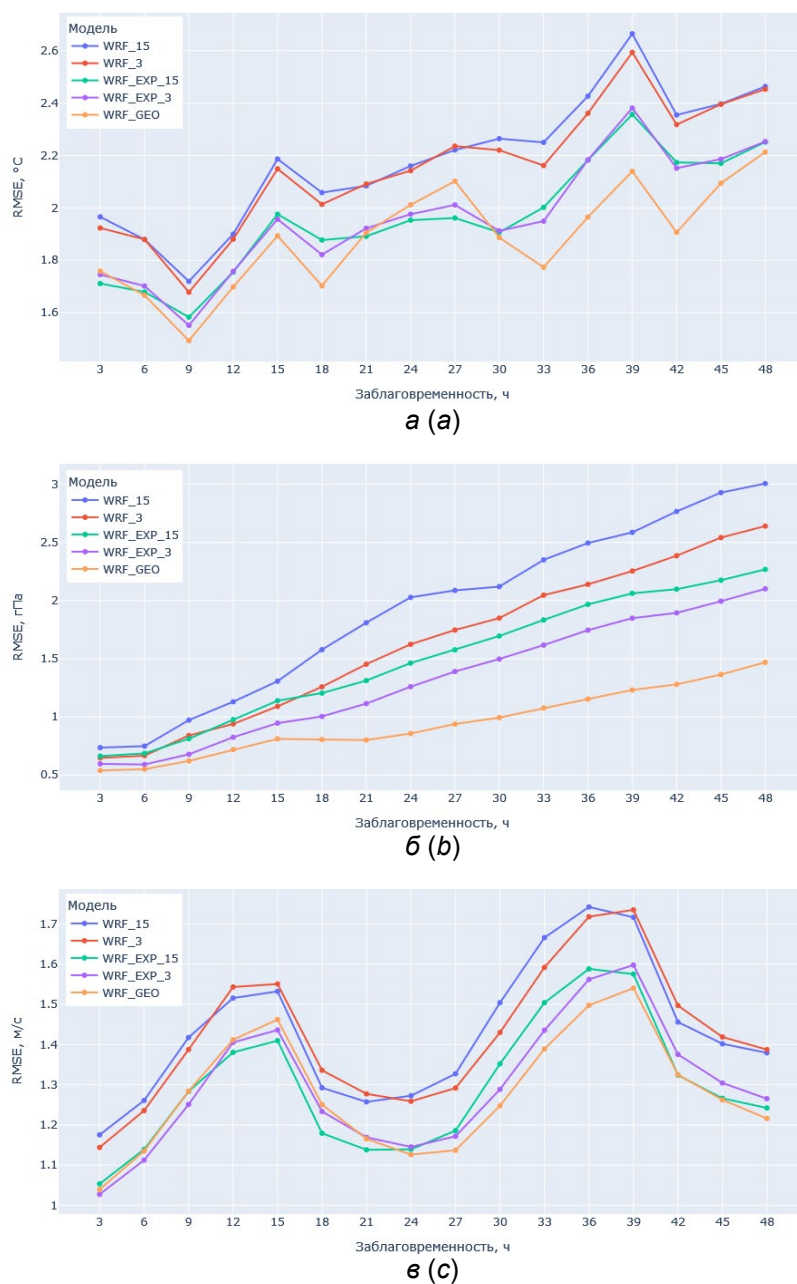 Модель
WRF_15
WRF_3
WRF_EXP_15
WRF_EXP_3
WRF_GEO
RMSE, °C
2.6
2.4
2.2
2
1.8
1.6
3 6 9 12 15 18 21 24 27 30 33 36 39 42 45 48
Заблаговременность, ч
а (a)
Модель
WRF_15
WRF_3
WRF_EXP_15
WRF_EXP_3
WRF_GEO
RMSE, гПа
3
2.5
2
1.5
1
0.5
3 6 9 12 15 18 21 24 27 30 33 36 39 42 45 48
Заблаговременность, ч
б (b)
Модель
WRF_15
WRF_3
WRF_EXP_15
WRF_EXP_3
WRF_GEO
RMSE, м/с
1.7
1.6
1.5
1.4
1.3
1.2
1.1
1
3 6 9 12 15 18 21 24 27 30 33 36 39 42 45 48
Заблаговременность, ч
в (c)